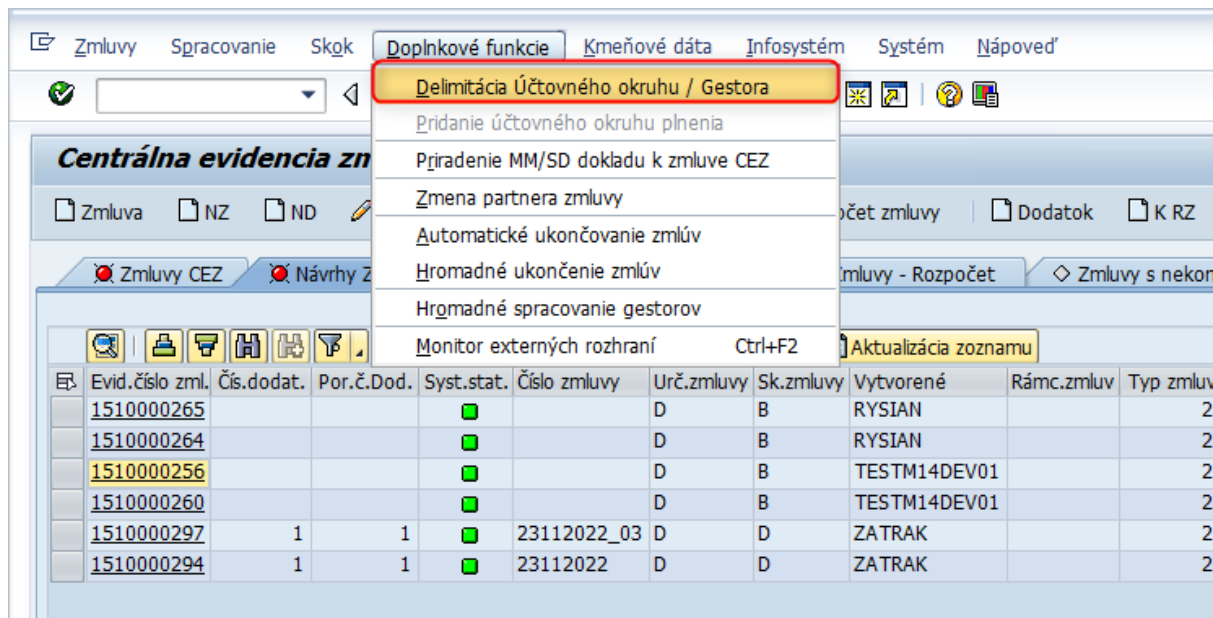 Zmluvy Spracovanie Skok Doplnkové funkcie Kmeňové dáta Infosystém Systém Nápoveď
Delimitácia Účtovného okruhu / Gestora
Pridanie účtovného okruhu plnenia
Centrálna evidencia zm
Priradenie MM/SD dokladu k zmluve CEZ
Zmena partnera zmluvy
Zmluva NZ ND očet zmluvy Dodatok K RZ
Automatické ukončovanie zmlúv
Zmluvy CEZ Návrhy Z mluvy - Rozpočet Zmluvy s nekon
Hromadné ukončenie zmlúv
Hromadné spracovanie gestorov
Monitor externých rozhraní Ctrl+F2 Aktualizácia zoznamu
Evid.číslo zml. Čís.dodat. Por.č.Dod. Syst.stat. Číslo zmluvy Urč.zmluvy Sk.zmluvy Vytvorené Rámc.zmluv Typ zmluv
1510000265 D B RYSIAN 2
1510000264 D B RYSIAN 2
1510000256 D B TESTM14DEV01 2
1510000260 D B TESTM14DEV01 2
1510000297 1 1 23112022_03 D D ZATRAK 2
1510000294 1 1 23112022 D D ZATRAK 2